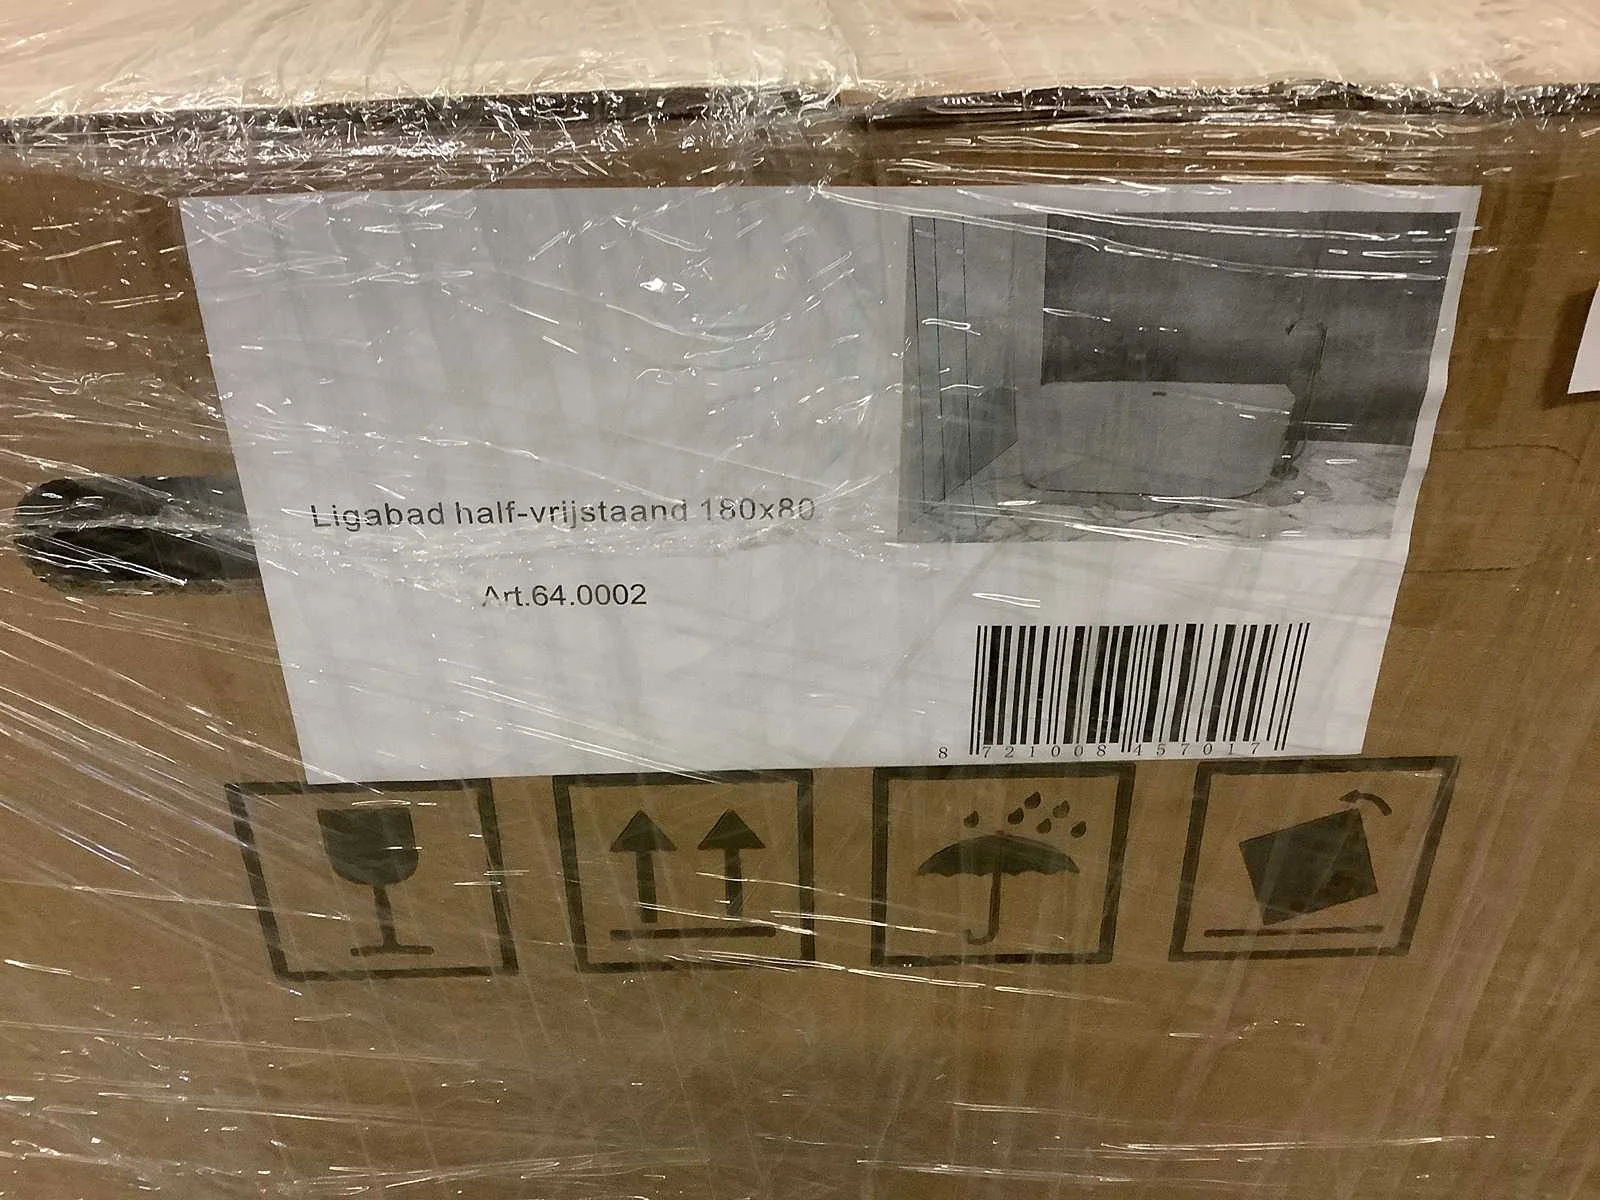 Ligabad half-vrijstaand 180x80
Art.64.0002
8 721008 457017